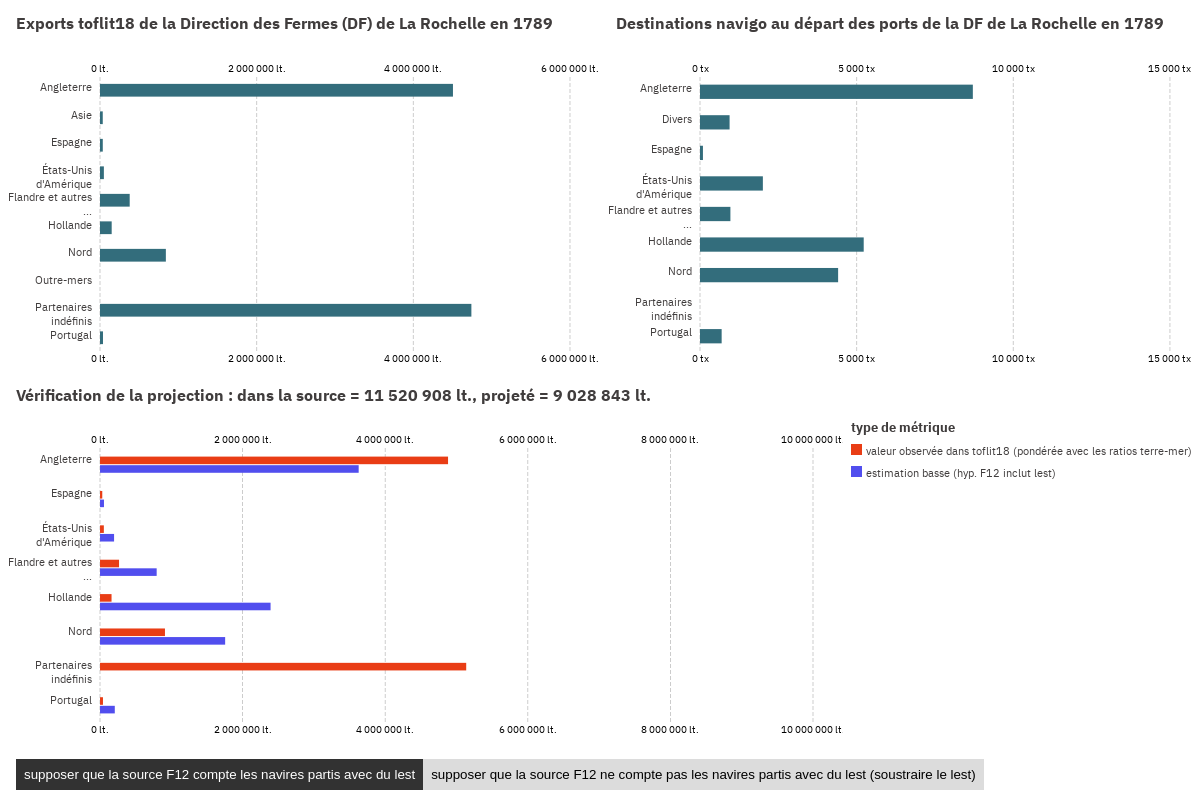 Exports toflit18 de la Direction des Fermes (DF) de La Rochelle en 1789
0 lt.
2 000 000 lt.
4 000 000 lt.
6 000 000 lt.
Angleterre
Asie
Espagne
États-Unis
d'Amérique
Flandre et autres
...
Hollande
Nord
Outre-mers
Partenaires
indéfinis
Portugal
0 lt.
2 000 000 lt.
4 000 000 lt.
6 000 000 lt.
Destinations navigo au départ des ports de la DF de La Rochelle en 1789
0 tx
5 000 tx
10 000 tx
15 000 tx
Angleterre
Divers
Espagne
États-Unis
d'Amérique
Flandre et autres
...
Hollande
Nord
Partenaires
indéfinis
Portugal
0 tx
5 000 tx
10 000 tx
15 000 tx
Vérification de la projection : dans la source = 11 520 908 lt., projeté = 9 028 843 lt.
0 lt.
2 000 000 lt.
4 000 000 lt.
6 000 000 lt.
8 000 000 lt.
10 000 000 lt
Angleterre
Espagne
États-Unis
d'Amérique
Flandre et autres
...
Hollande
Nord
Partenaires
indéfinis
Portugal
0 lt.
2 000 000 lt.
4 000 000 lt.
6 000 000 lt.
8 000 000 lt.
10 000 000 lt
type de métrique
valeur observée dans toflit18 (pondérée avec les ratios terre-mer)
estimation basse (hyp. F12 inclut lest)
supposer que la source F12 compte les navires partis avec du lest
supposer que la source F12 ne compte pas les navires partis avec du lest (soustraire le lest)